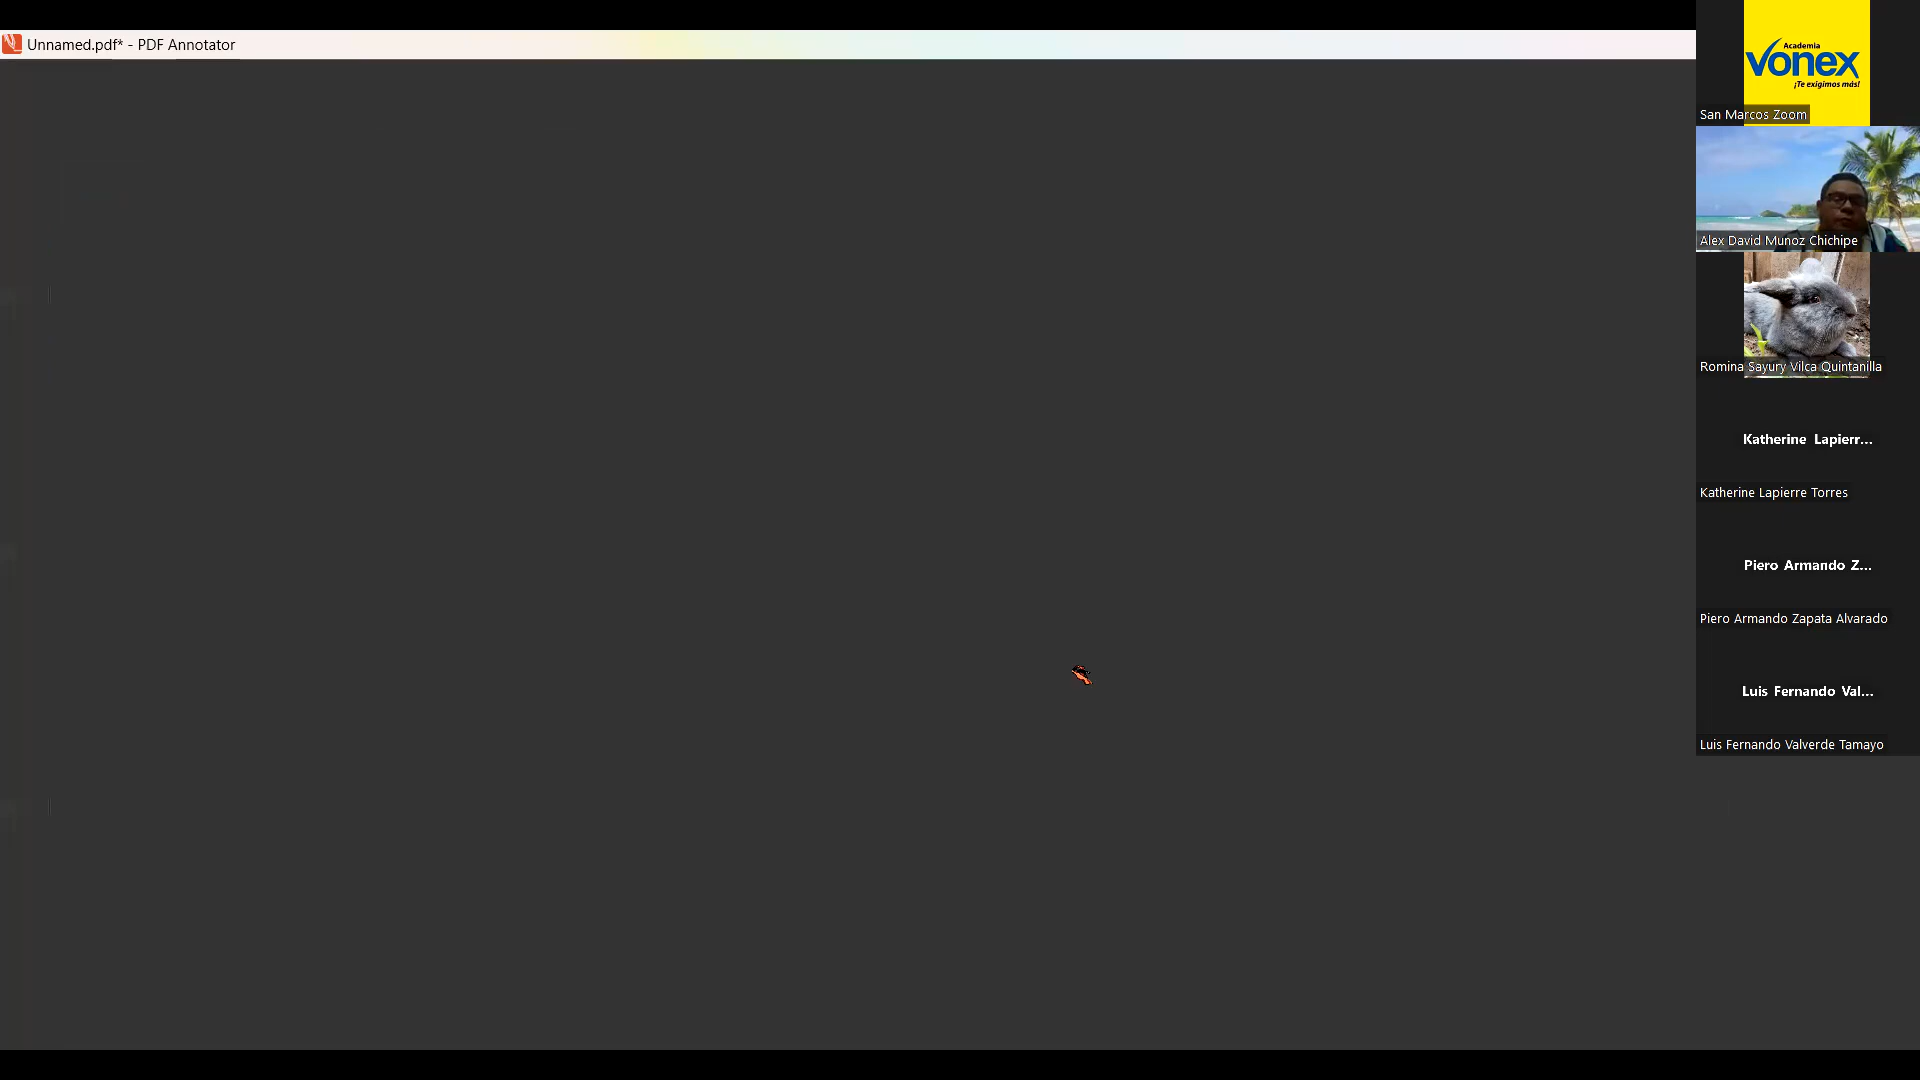 Unnamed.pdf* - PDF Annotator
Academia
vonex
¡Te exigimos más!
San Marcos Zoom
Alex David Munoz Chichipe
Romina Sayury Vilca Quintanilla
Katherine Lapierr...
Katherine Lapierre Torres
Piero Armando Z...
Piero Armando Zapata Alvarado
Luis Fernando Val...
Luis Fernando Valverde Tamayo